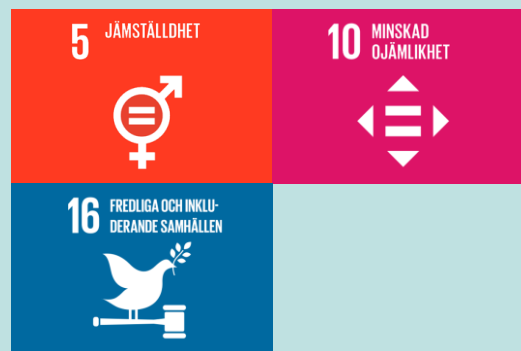 5 JÄMSTÄLLDHET
10 MINSKAD
OJÄMLIKHET
16 FREDLIGA OCH INKLU-
DERANDE SAMHÄLLEN